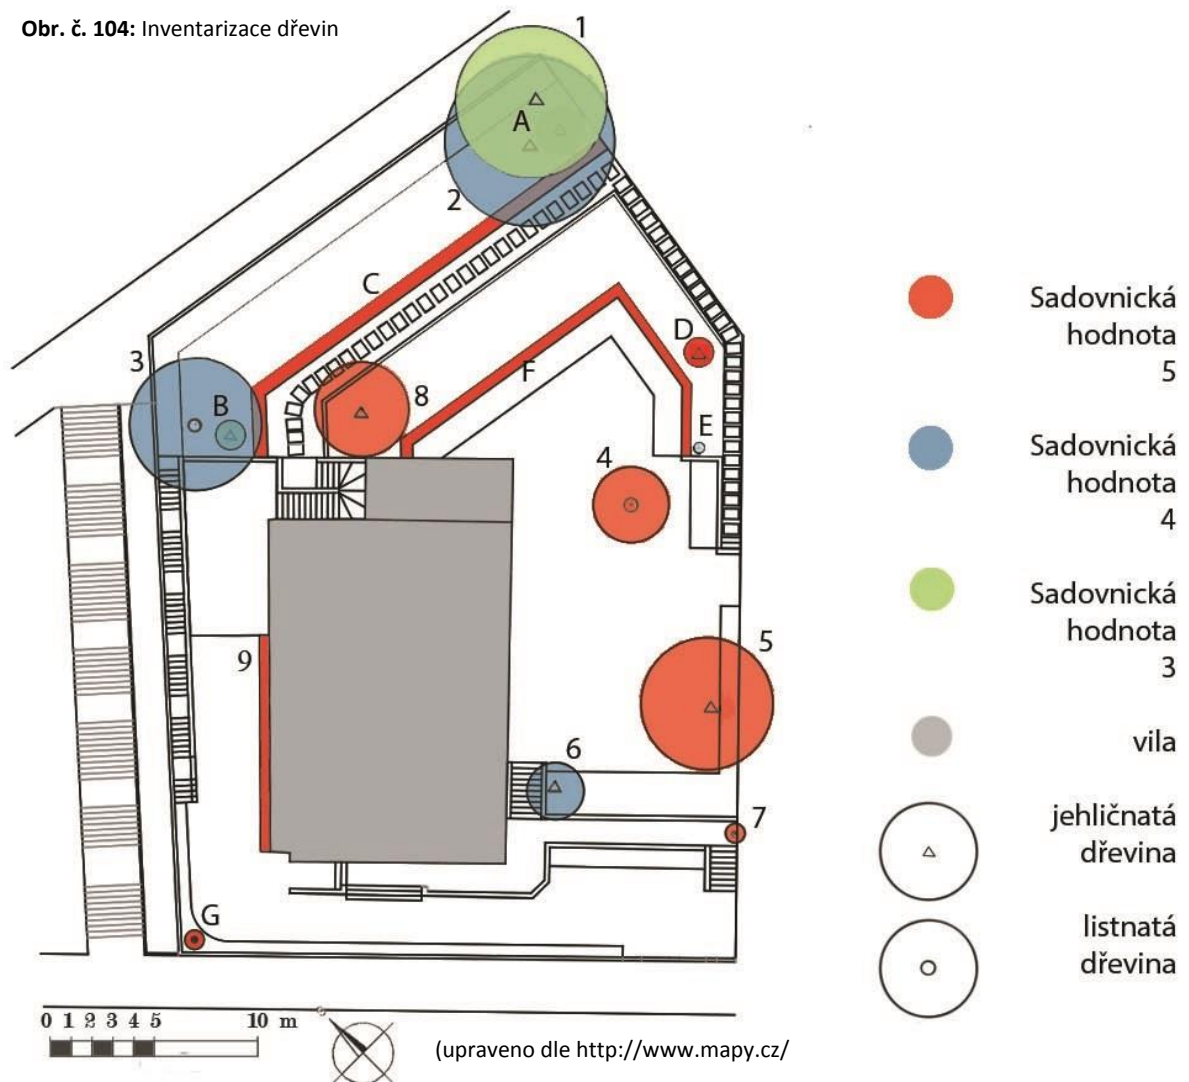 Obr. č. 104: Inventarizace dřevin
1
A
2
C
3
B
8
F
D
E
4
9
5
6
7
G
Sadovnická
hodnota
5
Sadovnická
hodnota
4
Sadovnická
hodnota
3
vila
jehličnatá
dřevina
listnatá
dřevina
0 1 2 3 4 5 10 m
(upraveno dle http://www.mapy.cz/